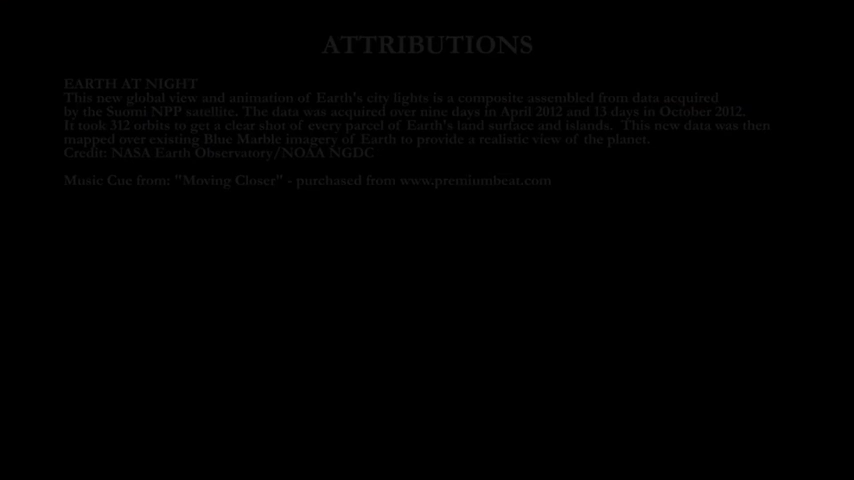 ATTRIBUTIONS
EARTH AT NIGHT
This new global view and animation of Earth's city lights is a composite assembled from data acquired
by the Suomi NPP satellite. The data was acquired over nine days in April 2012 and 13 days in October 2012.
It took 312 orbits to get a clear shot of every parcel of Earth's land surface and islands.  This new data was then
mapped over existing Blue Marble imagery of Earth to provide a realistic view of the planet.
Credit: NASA Earth Observatory/NOAA NGDC
Music Cue from: "Moving Closer" - purchased from www.premiumbeat.com